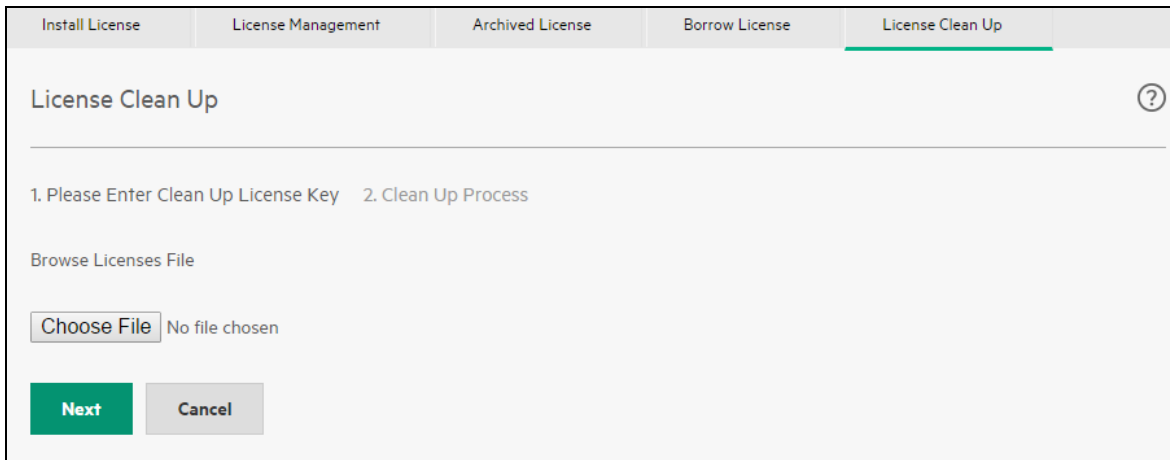 Install License License Management Archived License Borrow License License Clean Up
License Clean Up ?
1. Please Enter Clean Up License Key 2. Clean Up Process
Browse Licenses File
Choose File No file chosen
Next Cancel